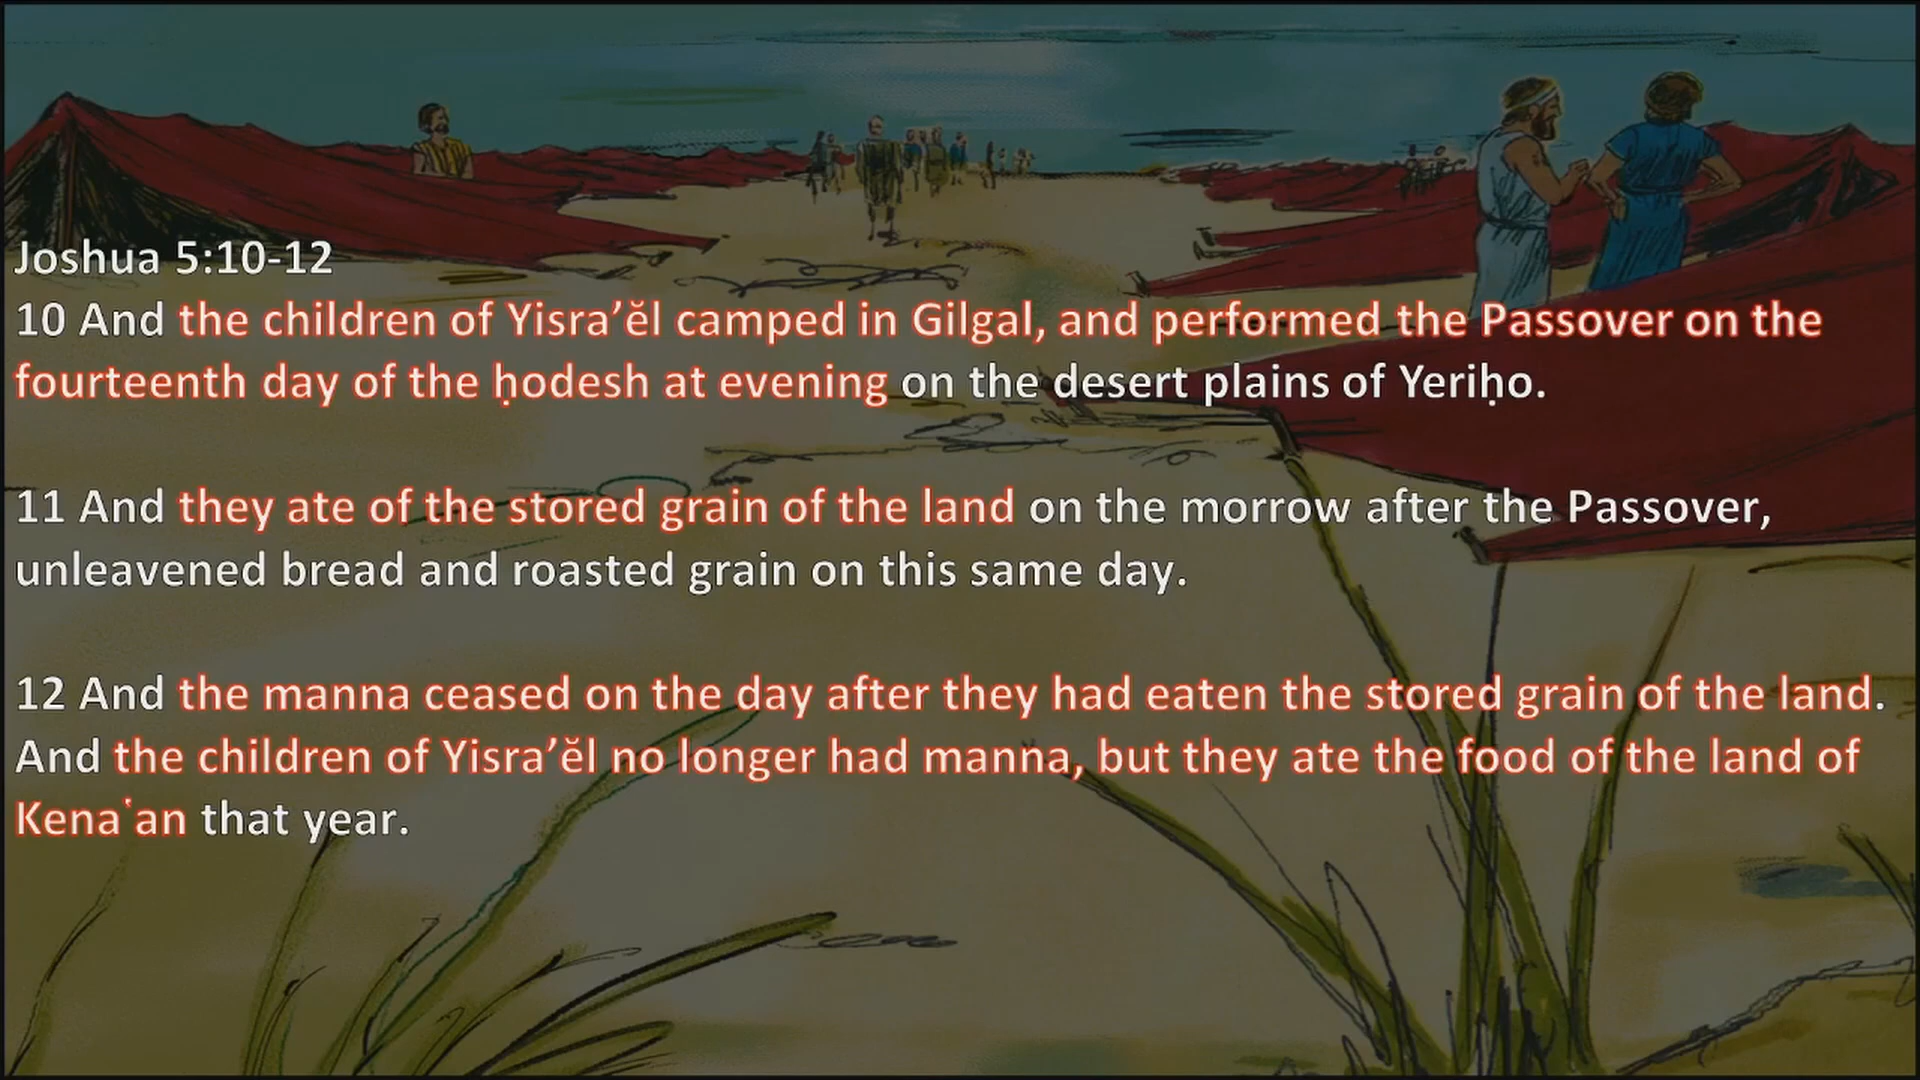 Joshua 5:10-12
10 And the children of Yisra’ĕl camped in Gilgal, and performed the Passover on the
fourteenth day of the ḥodesh at evening on the desert plains of Yeriḥo.
11 And they ate of the stored grain of the land on the morrow after the Passover,
unleavened bread and roasted grain on this same day.
12 And the manna ceased on the day after they had eaten the stored grain of the land.
And the children of Yisra’ĕl no longer had manna, but they ate the food of the land of
Kenaʽan that year.